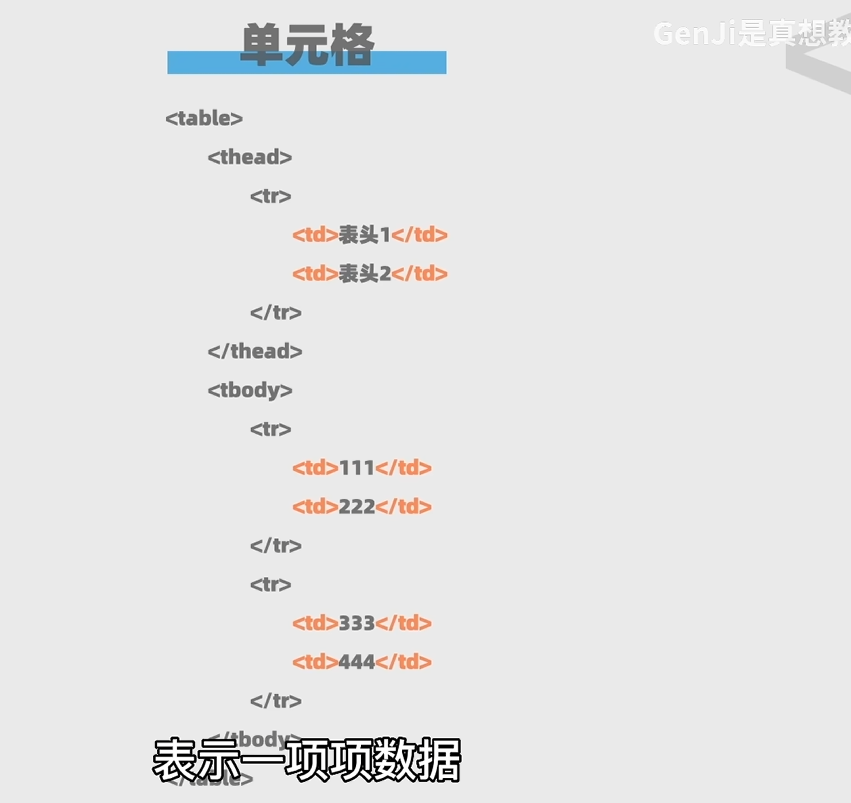 单元格
GenJi是真想教
<table>
<thead>
<tr>
<td>表头1</td>
<td>表头2</td>
</tr>
</thead>
<tbody>
<tr>
<td>111</td>
<td>222</td>
</tr>
<tr>
<td>333</td>
<td>444</td>
</tr>
</tbody>
表示一项项数据
</table>